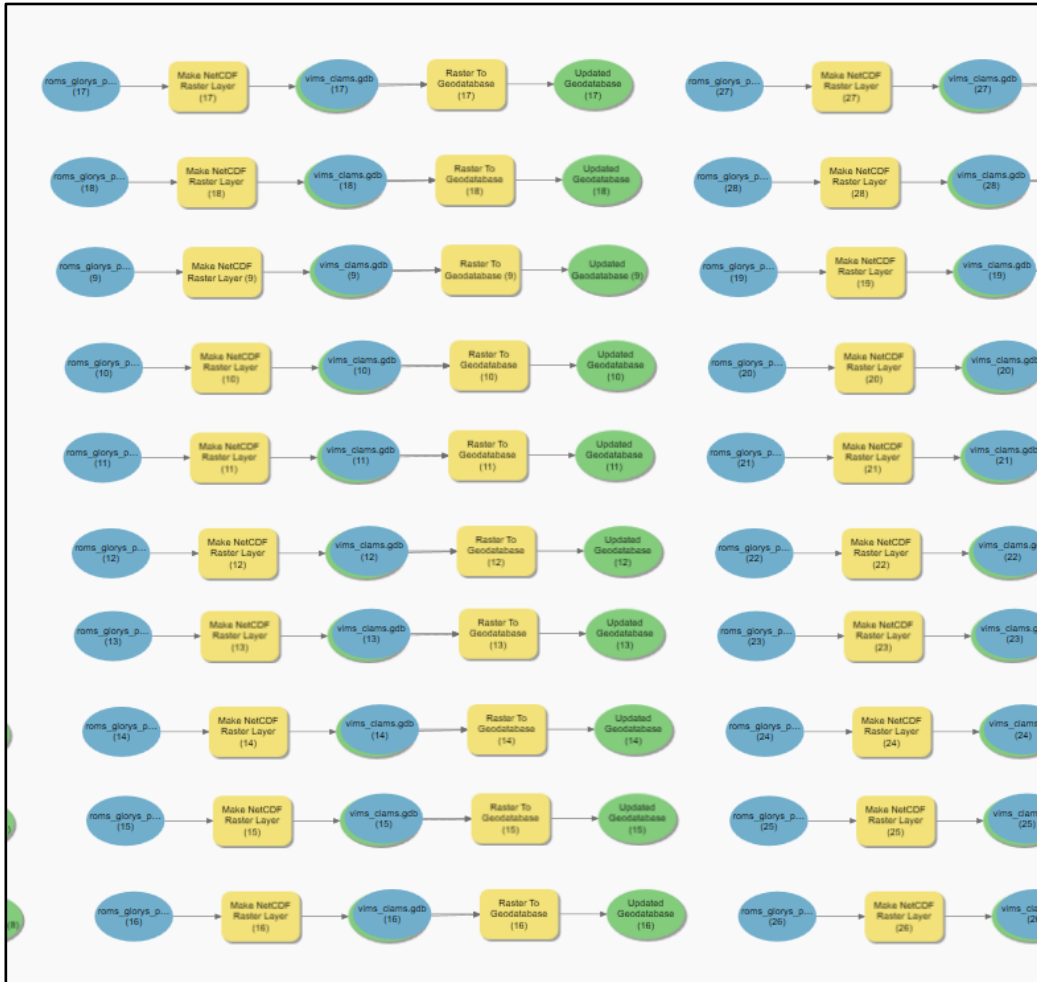 roms_glorys_p...
(17)
Make NetCDF
Raster Layer
(17)
vims_clams.gdb
(17)
Raster To
Geodatabase
(17)
Updated
Geodatabase
(17)
roms_glorys_p...
(27)
Make NetCDF
Raster Layer
(27)
vims_clams.gdb
(27)
roms_glorys_p...
(18)
Make NetCDF
Raster Layer
(18)
vims_clams.gdb
(18)
Raster To
Geodatabase
(18)
Updated
Geodatabase
(18)
roms_glorys_p...
(28)
Make NetCDF
Raster Layer
(28)
vims_clams.gdb
(28)
roms_glorys_p...
(9)
Make NetCDF
Raster Layer (9)
vims_clams.gdb
(9)
Raster To
Geodatabase (9)
Updated
Geodatabase (9)
roms_glorys_p...
(19)
Make NetCDF
Raster Layer
(19)
vims_clams.gdb
(19)
roms_glorys_p...
(10)
Make NetCDF
Raster Layer
(10)
vims_clams.gdb
(10)
Raster To
Geodatabase
(10)
Updated
Geodatabase
(10)
roms_glorys_p...
(20)
Make NetCDF
Raster Layer
(20)
vims_clams.gdb
(20)
roms_glorys_p...
(11)
Make NetCDF
Raster Layer
(11)
vims_clams.gdb
(11)
Raster To
Geodatabase
(11)
Updated
Geodatabase
(11)
roms_glorys_p...
(21)
Make NetCDF
Raster Layer
(21)
vims_clams.gd
(21)
roms_glorys_p...
(12)
Make NetCDF
Raster Layer
(12)
vims_clams.gdb
(12)
Raster To
Geodatabase
(12)
Updated
Geodatabase
(12)
roms_glorys_p...
(22)
Make NetCDF
Raster Layer
(22)
vims_clams.g
(22)
roms_glorys_p...
(13)
Make NetCDF
Raster Layer
(13)
vims_clams.gdb
(13)
Raster To
Geodatabase
(13)
Updated
Geodatabase
(13)
roms_glorys_p...
(23)
Make NetCDF
Raster Layer
(23)
vims_clams.g
(23)
roms_glorys_p...
(14)
Make NetCDF
Raster Layer
(14)
vims_clams.gdb
(14)
Raster To
Geodatabase
(14)
Updated
Geodatabase
(14)
roms_glorys_p...
(24)
Make NetCDF
Raster Layer
(24)
vims_clams
(24)
roms_glorys_p...
(15)
Make NetCDF
Raster Layer
(15)
vims_clams.gdb
(15)
Raster To
Geodatabase
(15)
Updated
Geodatabase
(15)
roms_glorys_p...
(25)
Make NetCDF
Raster Layer
(25)
vims_clam
(25)
(8)
roms_glorys_p...
(16)
Make NetCDF
Raster Layer
(16)
vims_clams.gdb
(16)
Raster To
Geodatabase
(16)
Updated
Geodatabase
(16)
roms_glorys_p...
(26)
Make NetCDF
Raster Layer
(26)